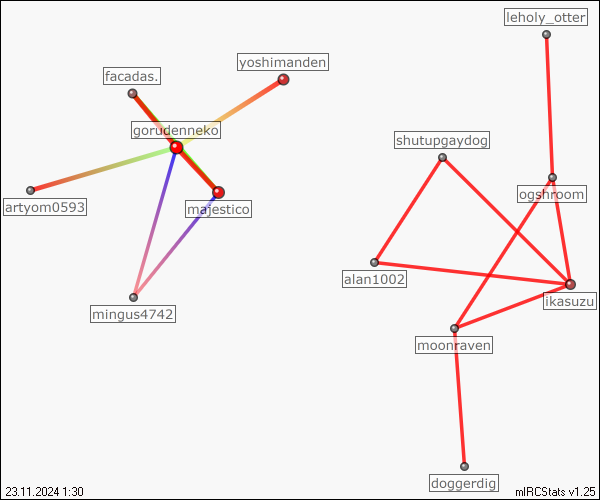 leholy_otter
yoshimanden
facadas.
gorudenneko
shutupgaydog
ogshroom
artyom0593
majestico
alan1002
ikasuzu
mingus4742
moonraven
doggerdig
23.11.2024 1:30
mIRCStats v1.25